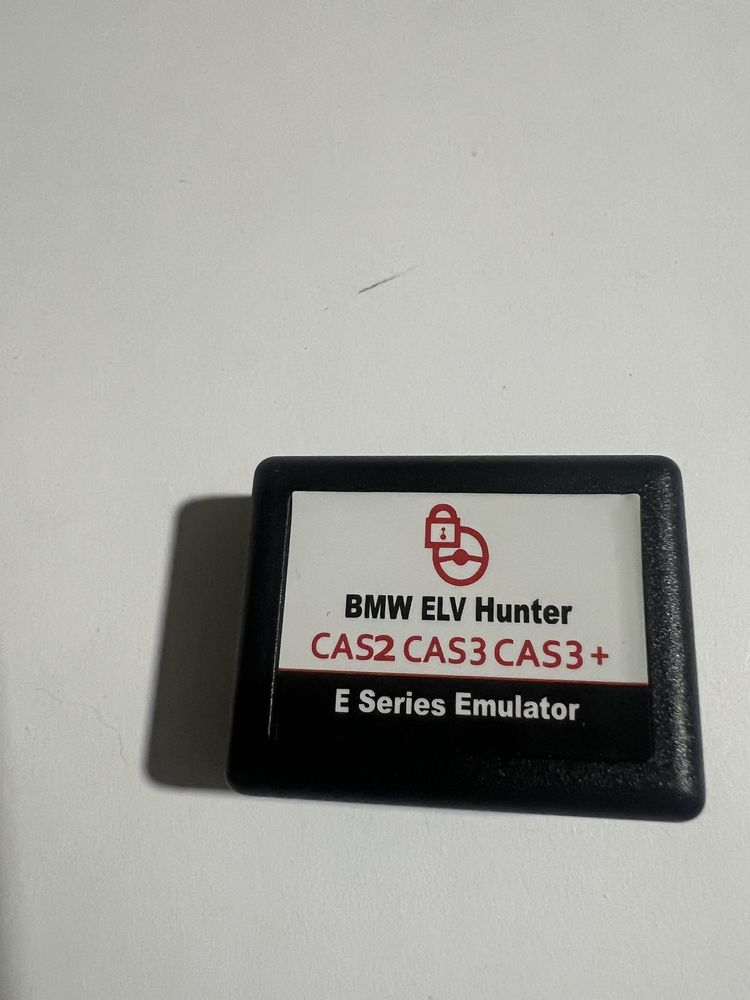 BMW ELV Hunter
CAS2 CAS3 CAS3+
E Series Emulator